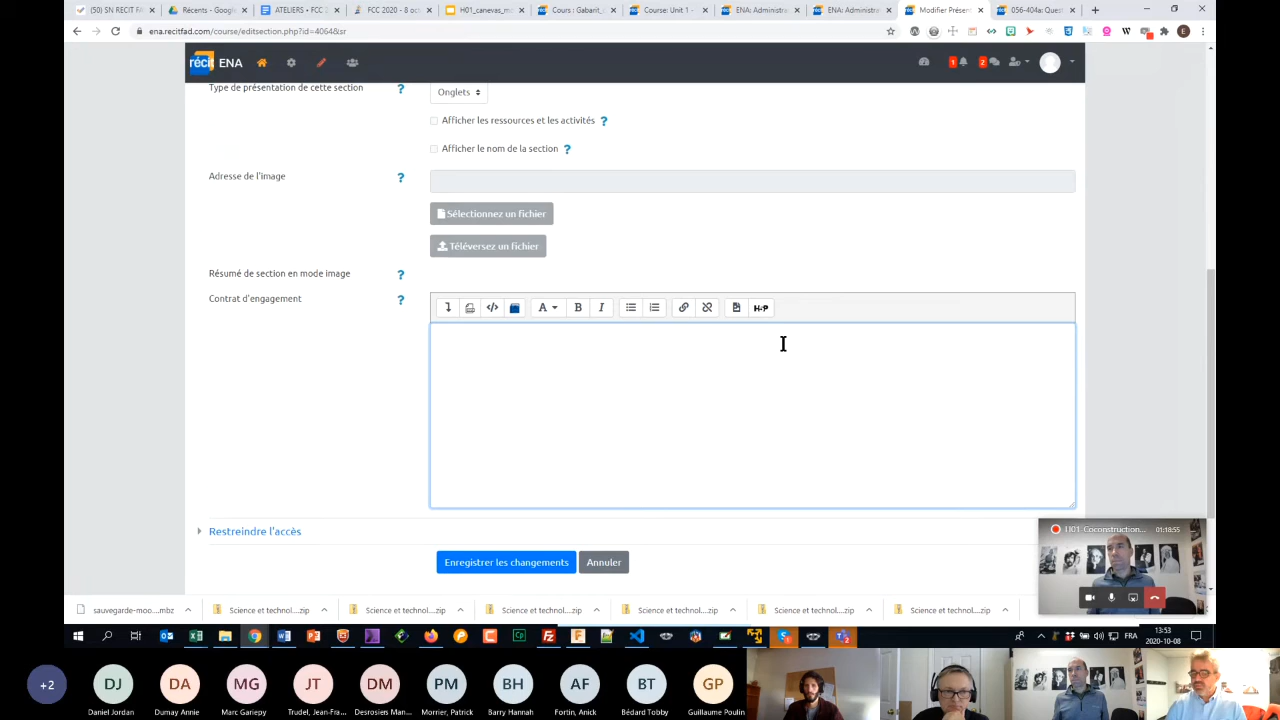 (50) SN RECIT FA
Récents - Google
ATELIERS • FCC 2
FCC 2020 - 8 oct
H01_canevas_mo
Cours : Gabarit_
Course: Unit 1 -
ENA: Administra
ENA: Administra
Modifier Présen
056-404a: Quest
ena.recitfad.com/course/editsection.php?id=4064&sr
récit ENA
1
2
Type de présentation de cette section
Onglets
Afficher les ressources et les activités
Afficher le nom de la section
Adresse de l'image
Sélectionnez un fichier
Téléversez un fichier
Résumé de section en mode image
Contrat d'engagement
A
B
I
H5P
Restreindre l'accès
Enregistrer les changements
Annuler
H01-Coconstruction...
01:18:55
sauvegarde-moo....mbz
Science et technol....zip
Science et technol....zip
Science et technol....zip
Science et technol....zip
Science et technol....zip
Science et technol....zip
FRA
13:53
2020-10-08
+2
DJ
DA
MG
JT
DM
PM
BH
AF
BT
GP
Daniel Jordan
Dumay Annie
Marc Gariepy
Trudel, Jean-Fra...
Desrosiers Man...
Morrier, Patrick
Barry Hannah
Fortin, Anick
Bédard Tobby
Guillaume Poulin